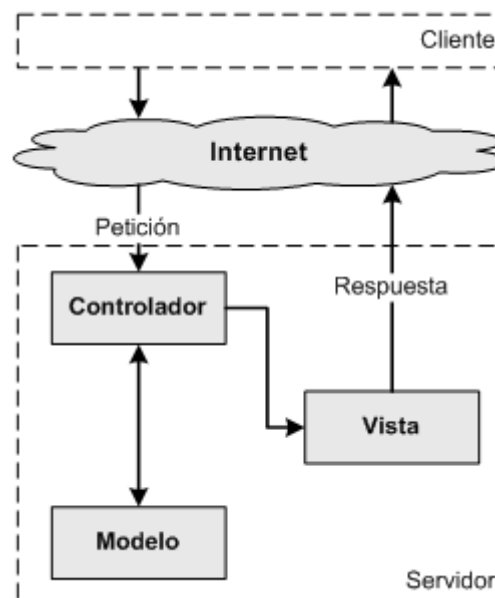 Cliente
Internet
Petición
Controlador
Respuesta
Vista
Modelo
Servidor